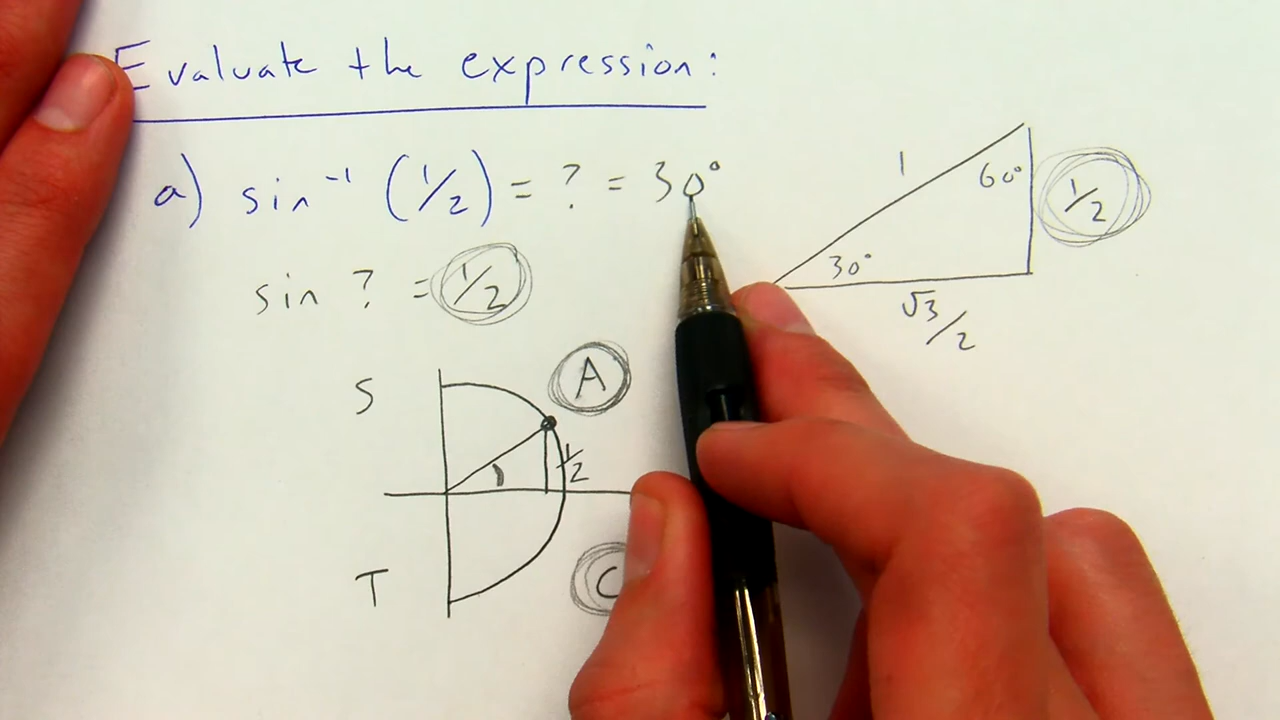 Evaluate the expression:
a) sin⁻¹ (1/2) = ? = 30°
sin ? = 1/2
1
60°
1/2
30°
√3/2
S
A
1/2
T
C